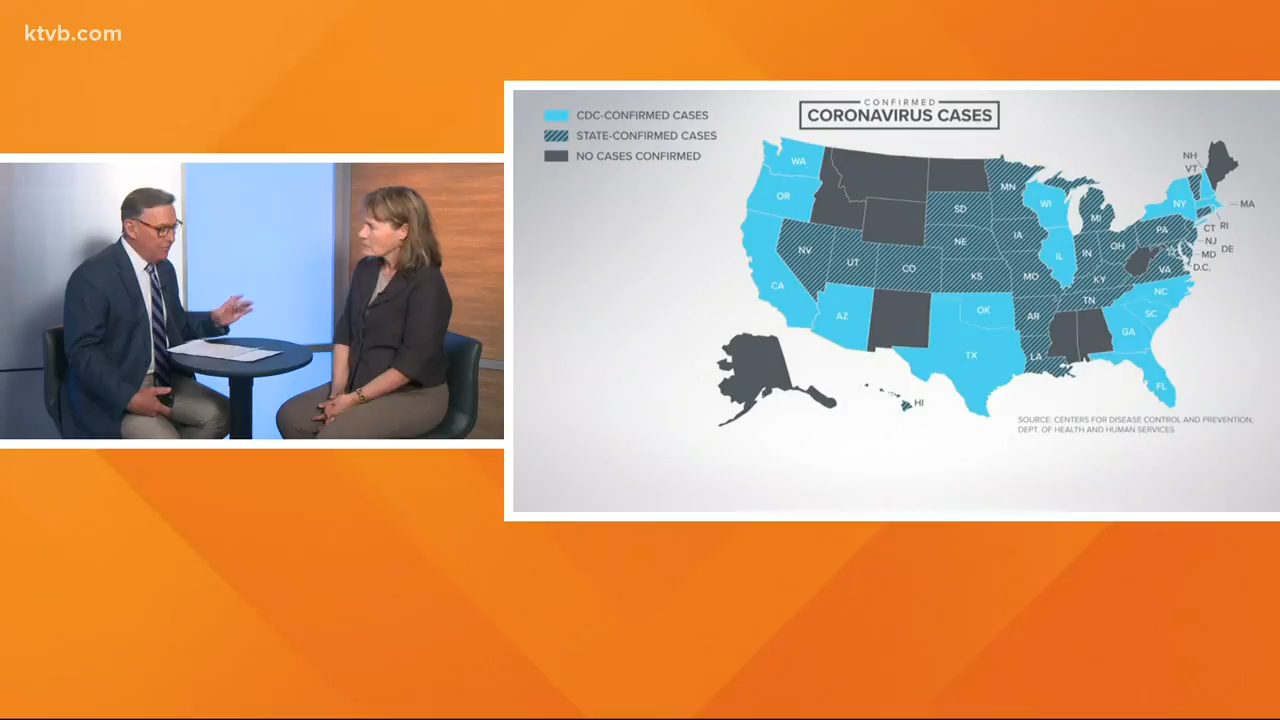 ktvb.com
CONFIRMED
CORONAVIRUS CASES
CDC-CONFIRMED CASES
STATE-CONFIRMED CASES
NO CASES CONFIRMED
WA
OR
CA
NV
UT
AZ
CO
SD
NE
KS
OK
TX
MN
IA
MO
AR
LA
WI
IL
MI
IN
OH
KY
TN
PA
NY
VA
NC
SC
GA
FL
NH
VT
MA
RI
CT
NJ
DE
MD
D.C.
HI
SOURCE: CENTERS FOR DISEASE CONTROL AND PREVENTION,
DEPT. OF HEALTH AND HUMAN SERVICES